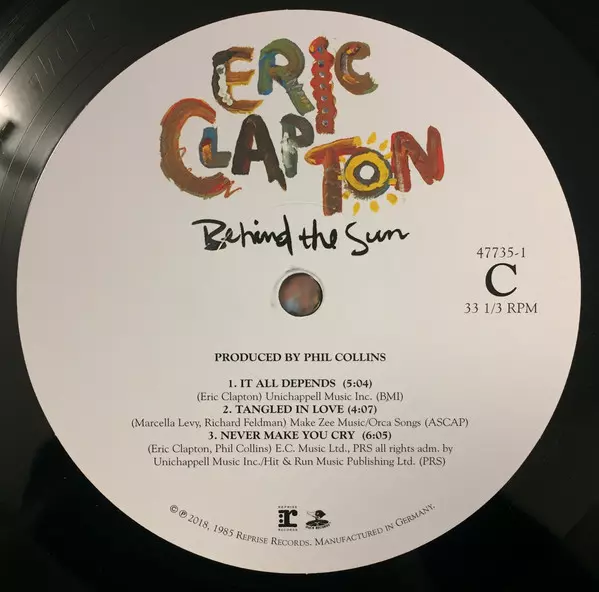 ERIC
CLAPTON
Behind the Sun
47735-1
C
33 1/3 RPM
PRODUCED BY PHIL COLLINS
1. IT ALL DEPENDS (5:04)
(Eric Clapton) Unichappell Music Inc. (BMI)
2. TANGLED IN LOVE (4:07)
(Marcella Levy, Richard Feldman) Make Zee Music/Orca Songs (ASCAP)
3. NEVER MAKE YOU CRY (6:05)
(Eric Clapton, Phil Collins) E.C. Music Ltd., PRS all rights adm. by
Unichappell Music Inc./Hit & Run Music Publishing Ltd. (PRS)
REPRISE
r
RECORDS
©℗ 2018, 1985 REPRISE RECORDS. MANUFACTURED IN GERMANY.